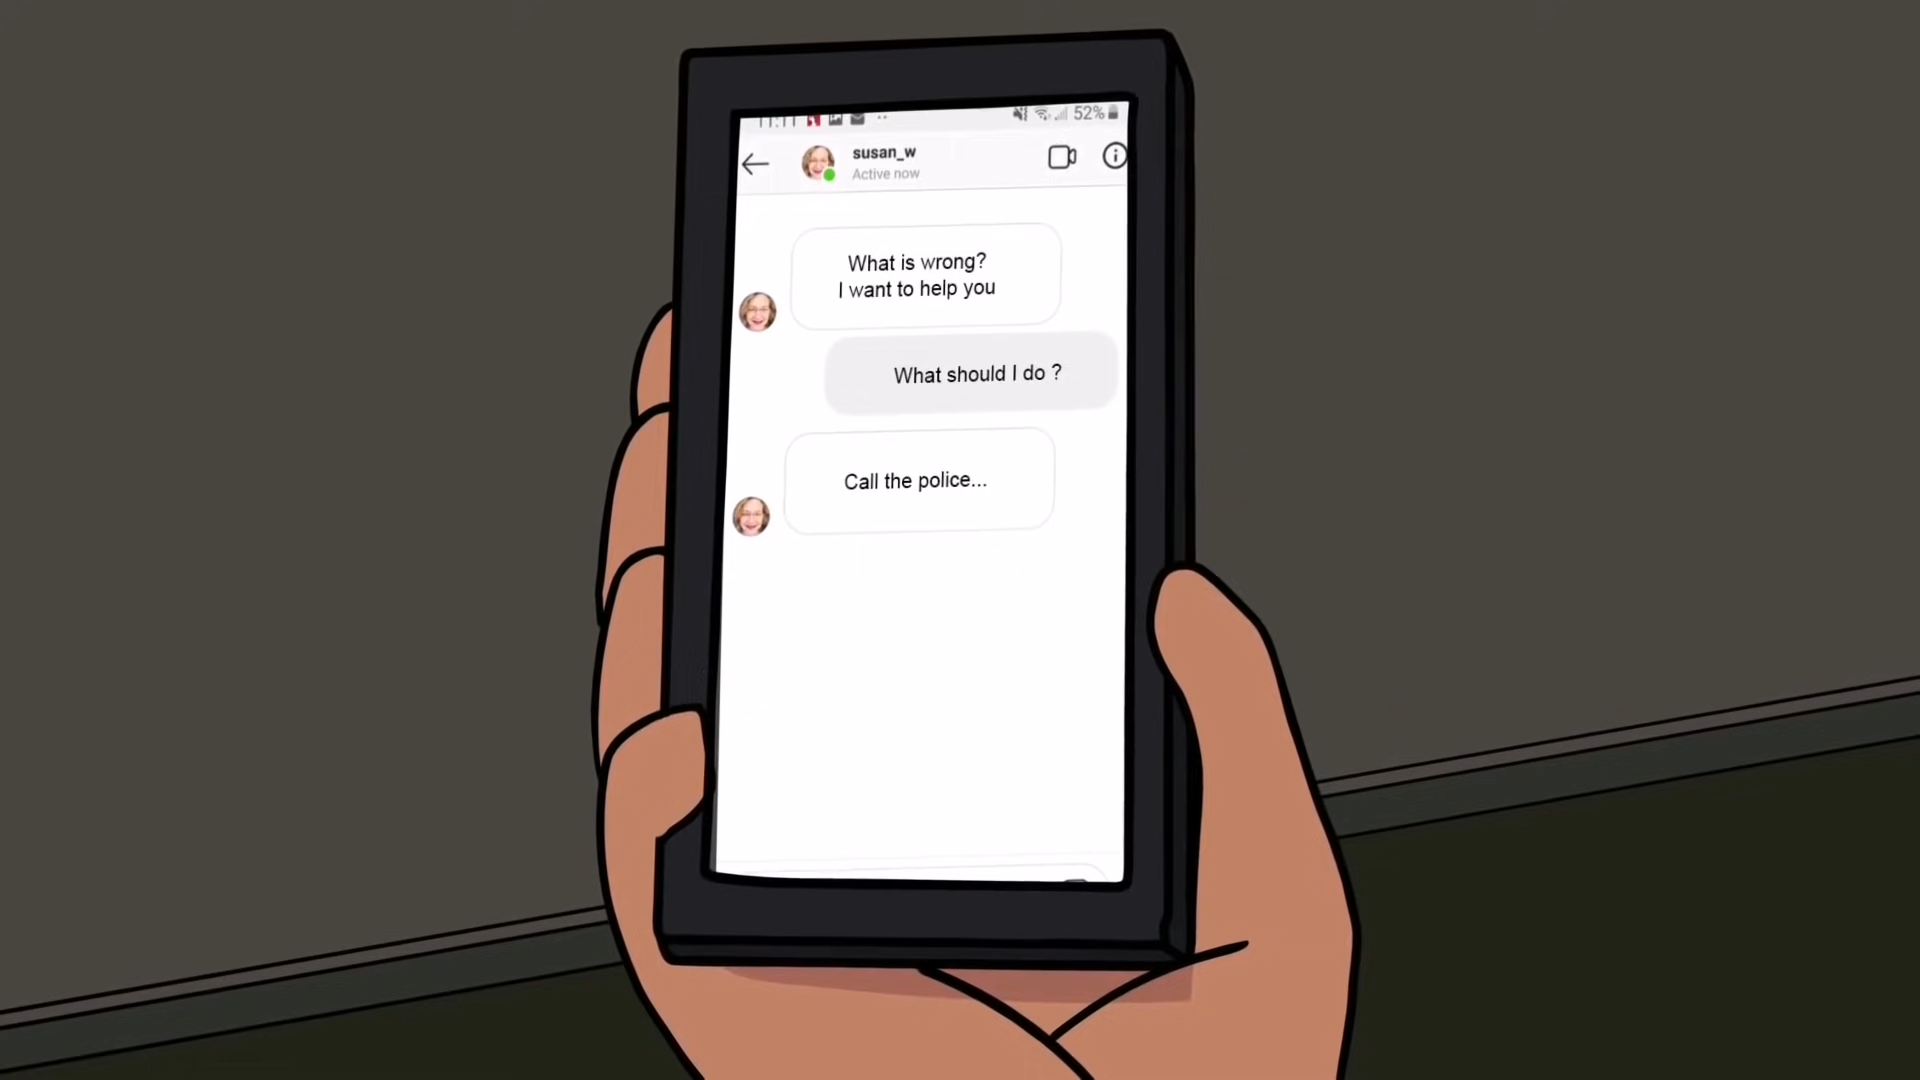 52%
susan_w
Active now
What is wrong?
I want to help you
What should I do ?
Call the police...